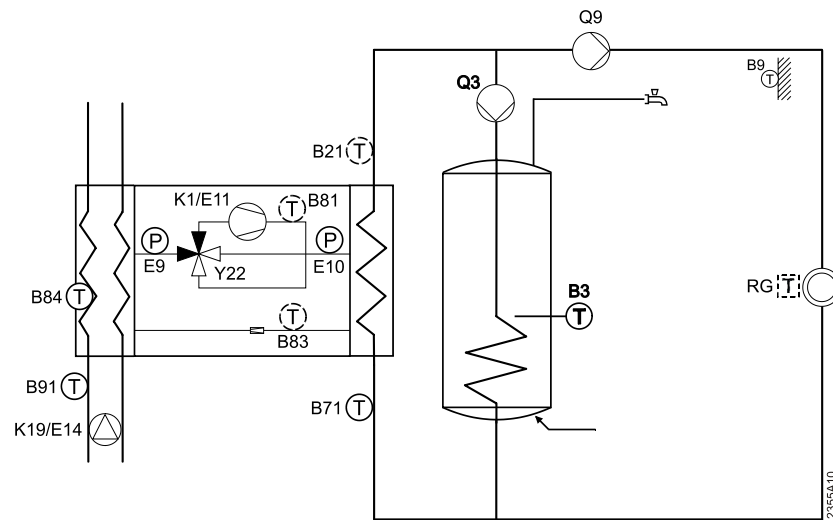 Q9
B9
T
Q3
B21 T
K1/E11
T B81
P
P
E9
Y22
E10
B84 T
T
B83
RG T
B3
T
B91 T
B71 T
K19/E14
2355A10